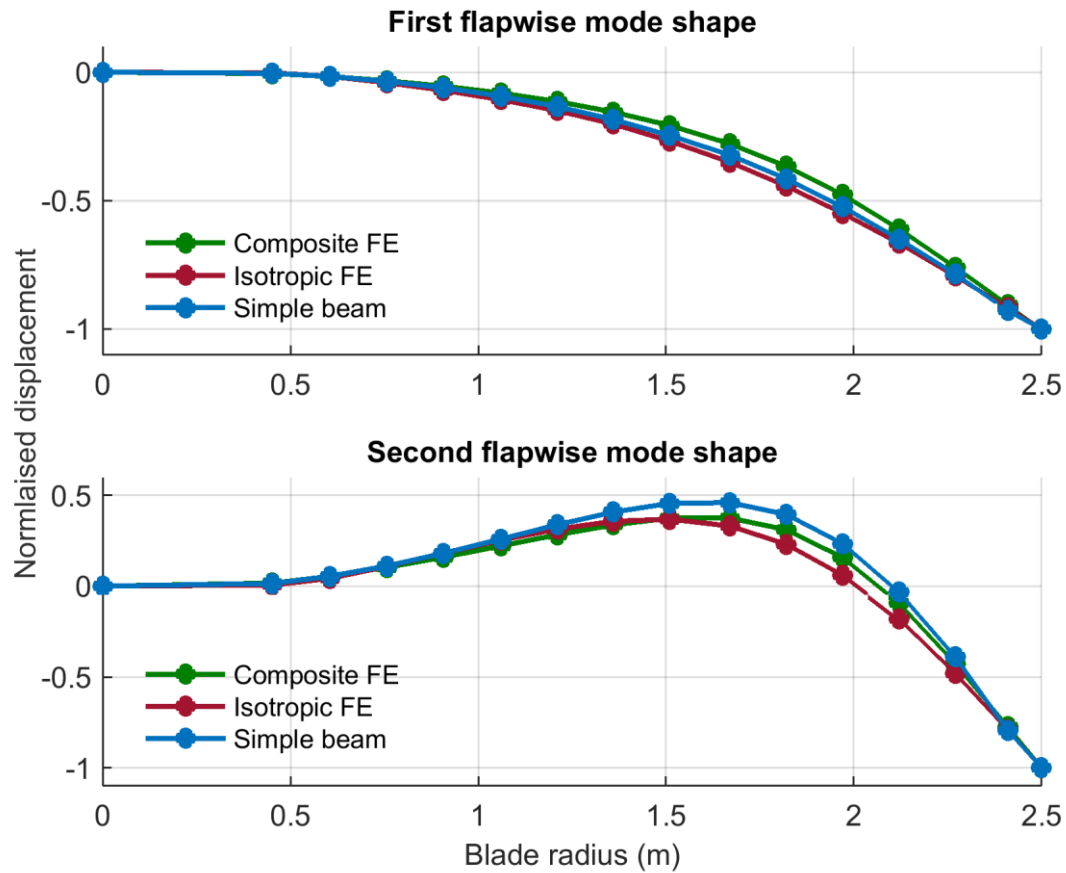 First flapwise mode shape
0
-0.5
-1
Composite FE
Isotropic FE
Simple beam
0
0.5
1
1.5
2
2.5
Normlaised displacement
Second flapwise mode shape
0.5
0
-0.5
-1
Composite FE
Isotropic FE
Simple beam
0
0.5
1
1.5
2
2.5
Blade radius (m)